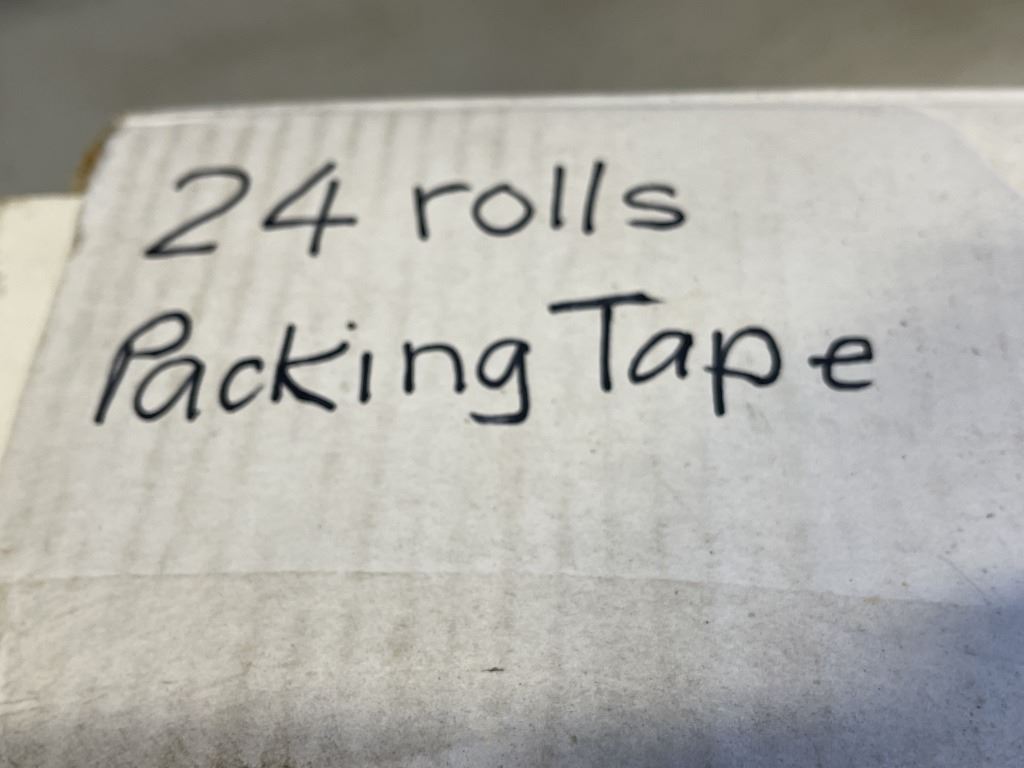 24 rolls
Packing Tape